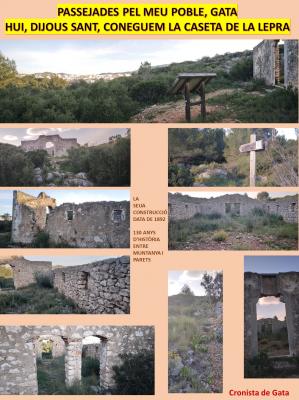 PASSEJADES PEL MEU POBLE, GATA
HUI, DIJOUS SANT, CONEGUEM LA CASETA DE LA LEPRA
LA
SEUA
CONSTRUCCIÓ
DATA DE 1892
130 ANYS
D'HISTÒRIA
ENTRE
MUNTANYA I
PARETS
Cronista de Gata